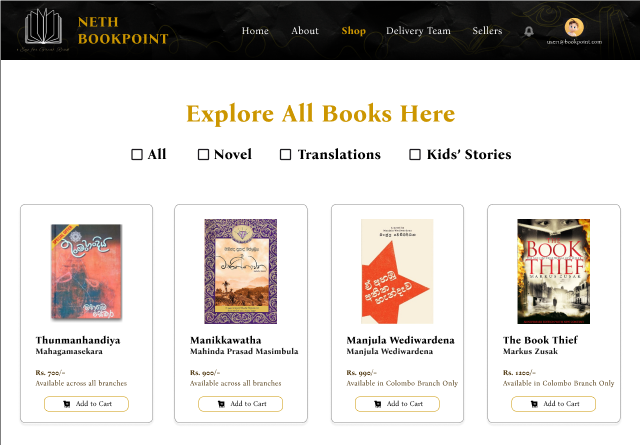 NETH
BOOKPOINT
Home
About
Shop
Delivery Team
Sellers
user1@bookpoint.com
Explore All Books Here
All
Novel
Translations
Kids' Stories
THE
BOOK
THIEF
MARKUS ZUSAK
Thunmanhandiya
Mahagamasekara
Rs. 700/-
Available across all branches
Add to Cart
Manikkawatha
Mahinda Prasad Masimbula
Rs. 900/-
Available across all branches
Add to Cart
Manjula Wediwardena
Manjula Wediwardena
Rs. 990/-
Available in Colombo Branch Only
Add to Cart
The Book Thief
Markus Zusak
Rs. 1200/-
Available in Colombo Branch Only
Add to Cart